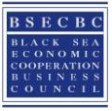 BSECBC
BLACK SEA
ECONOMIC
COOPERATION
BUSINESS
COUNCIL